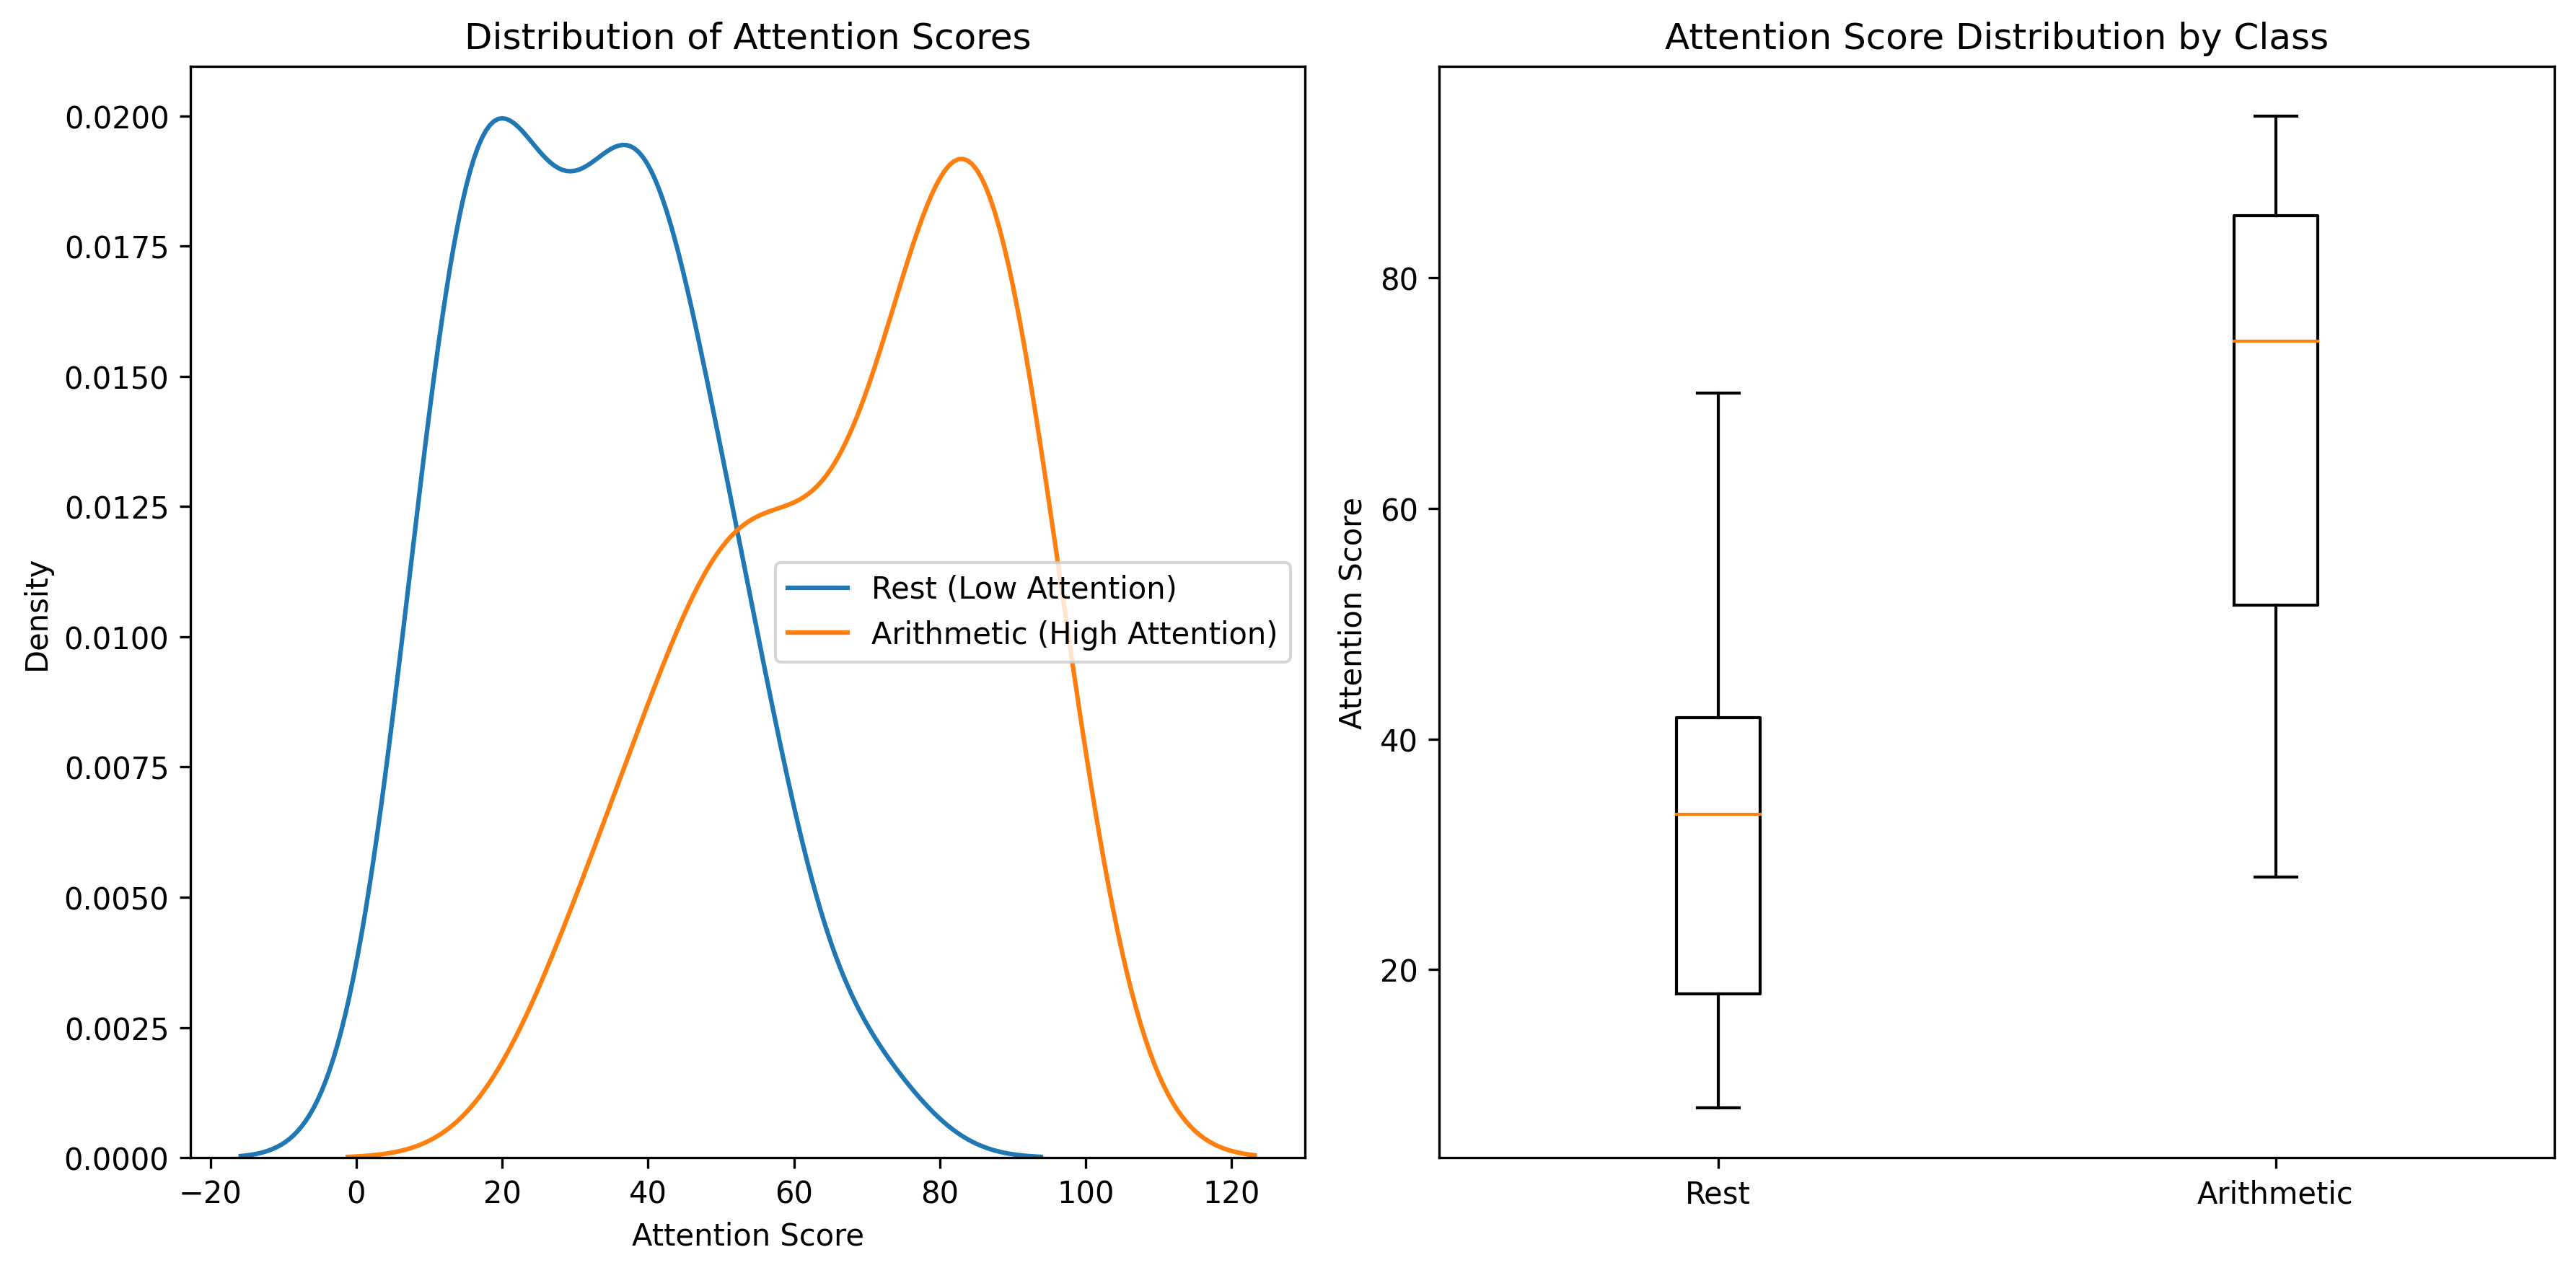 Distribution of Attention Scores
0.0200
0.0175
0.0150
0.0125
0.0100
0.0075
0.0050
0.0025
0.0000
Density
Rest (Low Attention)
Arithmetic (High Attention)
−20 0 20 40 60 80 100 120
Attention Score
Attention Score Distribution by Class
80
60
40
20
Attention Score
Rest Arithmetic